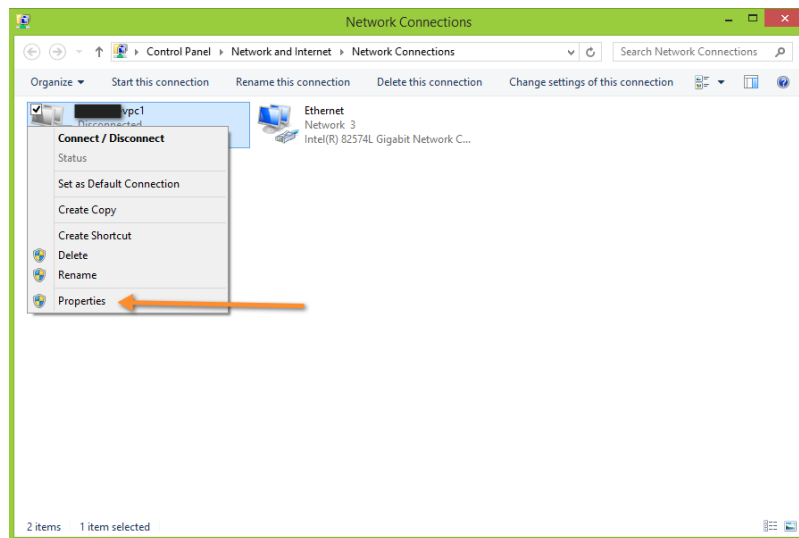 Network Connections
Control Panel Network and Internet Network Connections
Search Network Connections
Organize Start this connection Rename this connection Delete this connection Change settings of this connection
vpc1
Disconnected
Ethernet
Network 3
Intel(R) 82574L Gigabit Network C...
Connect / Disconnect
Status
Set as Default Connection
Create Copy
Create Shortcut
Delete
Rename
Properties
2 items 1 item selected